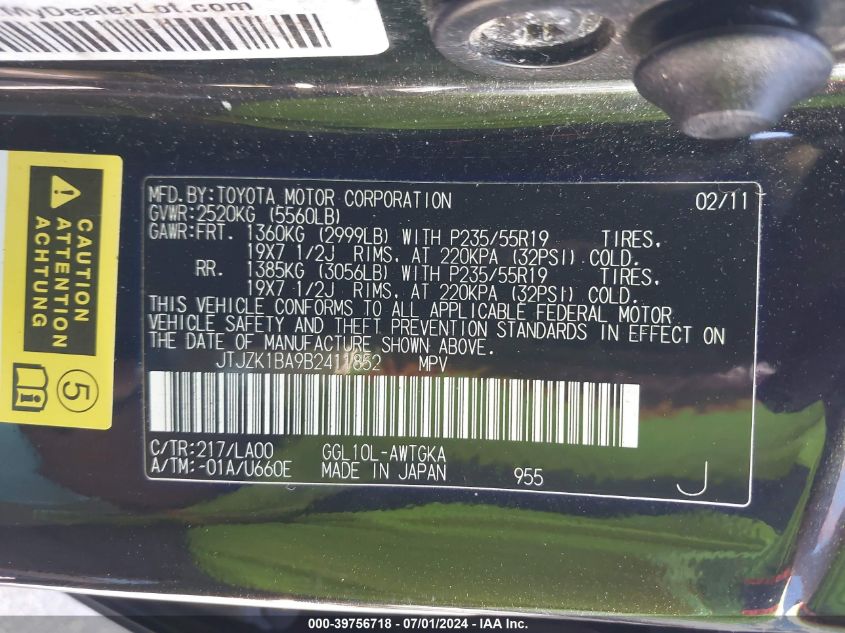 MyDealerLot.com
CAUTION
ATTENTION
ACHTUNG
5
MFD.BY:TOYOTA MOTOR CORPORATION 02/11
GVWR:2520KG (5560LB)
GAWR:FRT. 1360KG (2999LB) WITH P235/55R19 TIRES,
19X7 1/2J RIMS, AT 220KPA (32PSI) COLD.
RR. 1385KG (3056LB) WITH P235/55R19 TIRES,
19X7 1/2J RIMS, AT 220KPA (32PSI) COLD.
THIS VEHICLE CONFORMS TO ALL APPLICABLE FEDERAL MOTOR
VEHICLE SAFETY AND THEFT PREVENTION STANDARDS IN EFFECT ON
THE DATE OF MANUFACTURE SHOWN ABOVE.
JTJZK1BA9B2411852 MPV
C/TR:217/LA00 GGL10L-AWTGKA
A/TM:-01A/U660E MADE IN JAPAN 955 J
000-39756718 - 07/01/2024 - IAA Inc.